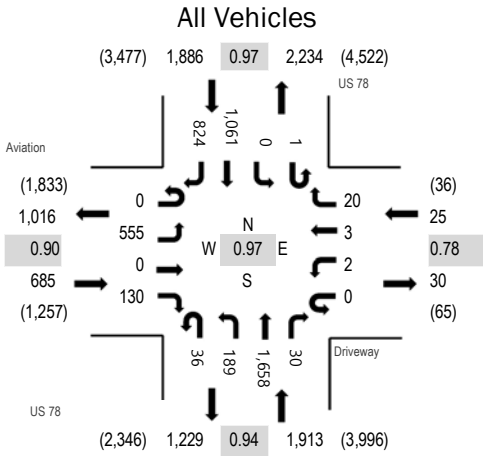 All Vehicles
(3,477) 1,886 0.97 2,234 (4,522)
US 78
824 1,061 0 1
Aviation
(1,833) 0 20 (36)
1,016 555 N 3 25
0.90 W 0.97 E 0.78
685 0 S 2 30
(1,257) 130 0 (65)
36 189 1,658 30
Driveway
US 78
(2,346) 1,229 0.94 1,913 (3,996)